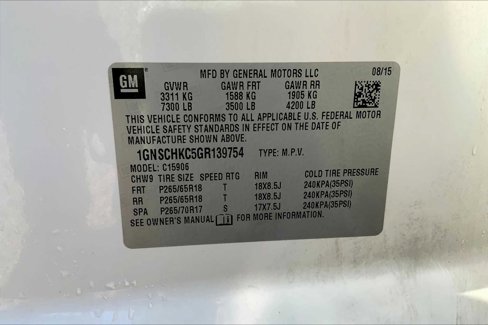 GM
MFD BY GENERAL MOTORS LLC 08/15
GVWR GAWR FRT GAWR RR
3311 KG 1588 KG 1905 KG
7300 LB 3500 LB 4200 LB
THIS VEHICLE CONFORMS TO ALL APPLICABLE U.S. FEDERAL MOTOR
VEHICLE SAFETY STANDARDS IN EFFECT ON THE DATE OF
MANUFACTURE SHOWN ABOVE.
1GNSCHKC5GR139754 TYPE: M.P.V.
MODEL: C15906
CHW9 TIRE SIZE SPEED RTG RIM COLD TIRE PRESSURE
FRT P265/65R18 T 18X8.5J 240KPA(35PSI)
RR P265/65R18 T 18X8.5J 240KPA(35PSI)
SPA P265/70R17 S 17X7.5J 240KPA(35PSI)
SEE OWNER'S MANUAL FOR MORE INFORMATION.